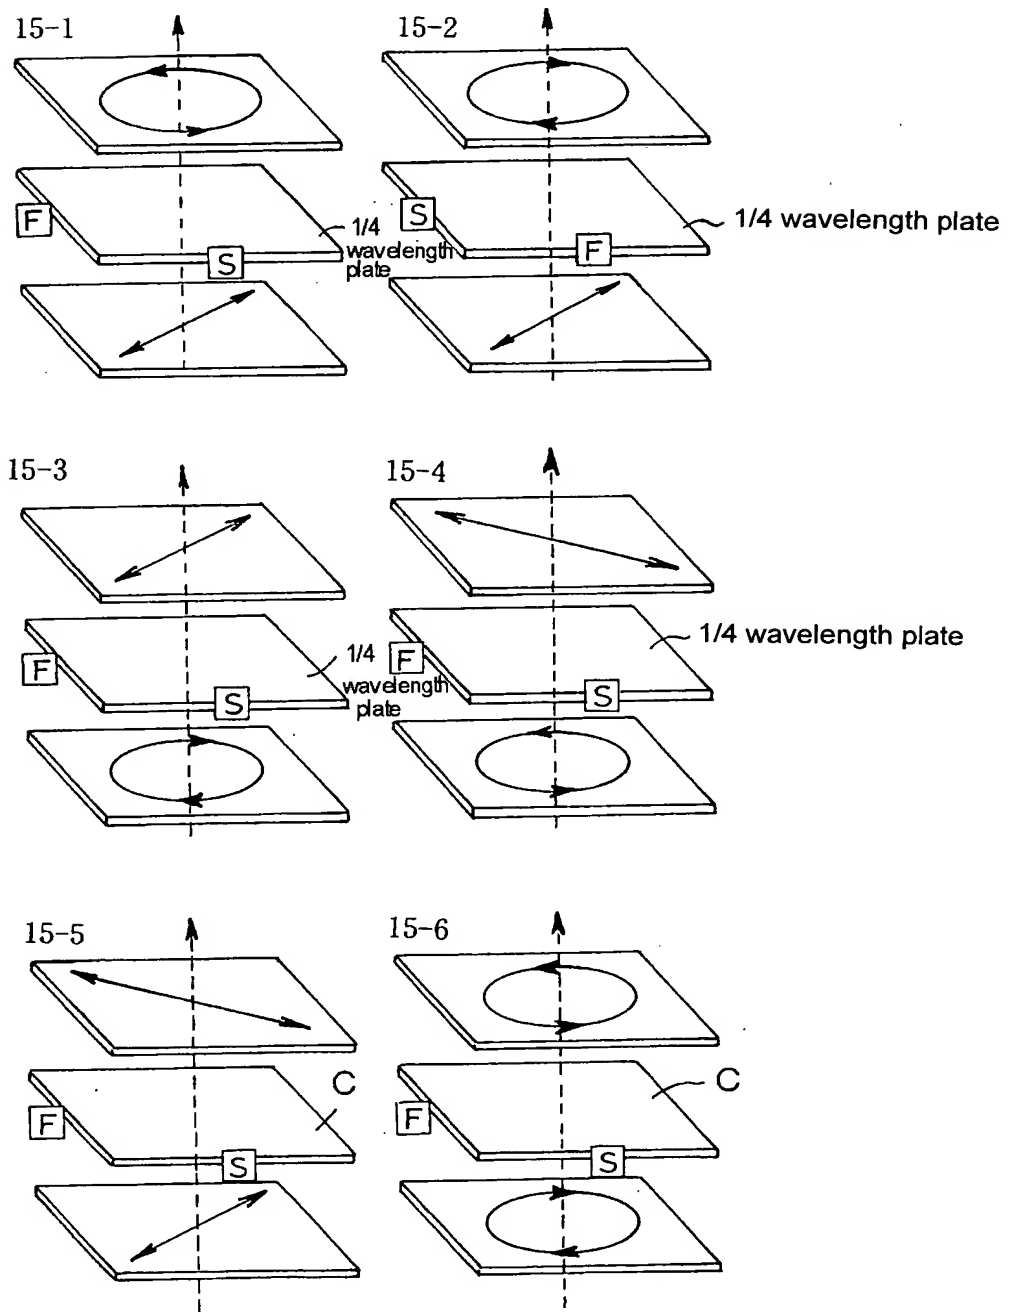 15-1
15-2
F
S
1/4
wavelength
plate
S
F
1/4 wavelength plate
15-3
15-4
F
S
1/4
wavelength
plate
F
S
1/4 wavelength plate
15-5
15-6
F
S
C
F
S
C